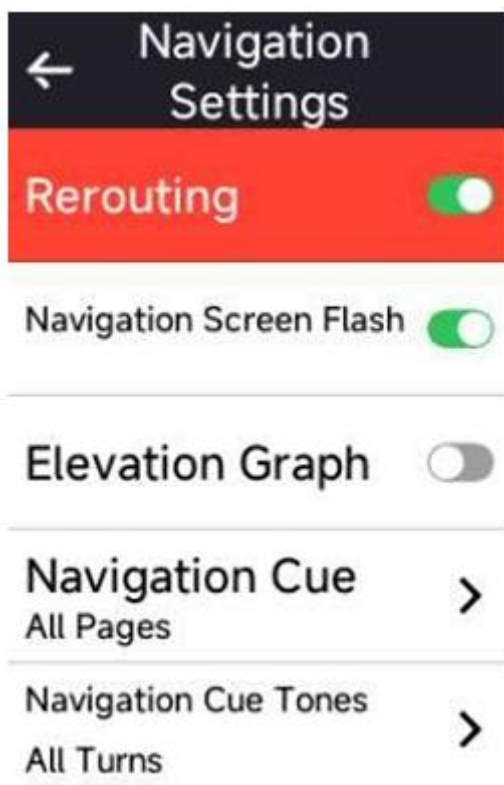 Navigation
Settings
Rerouting
Navigation Screen Flash
Elevation Graph
Navigation Cue
All Pages
Navigation Cue Tones
All Turns